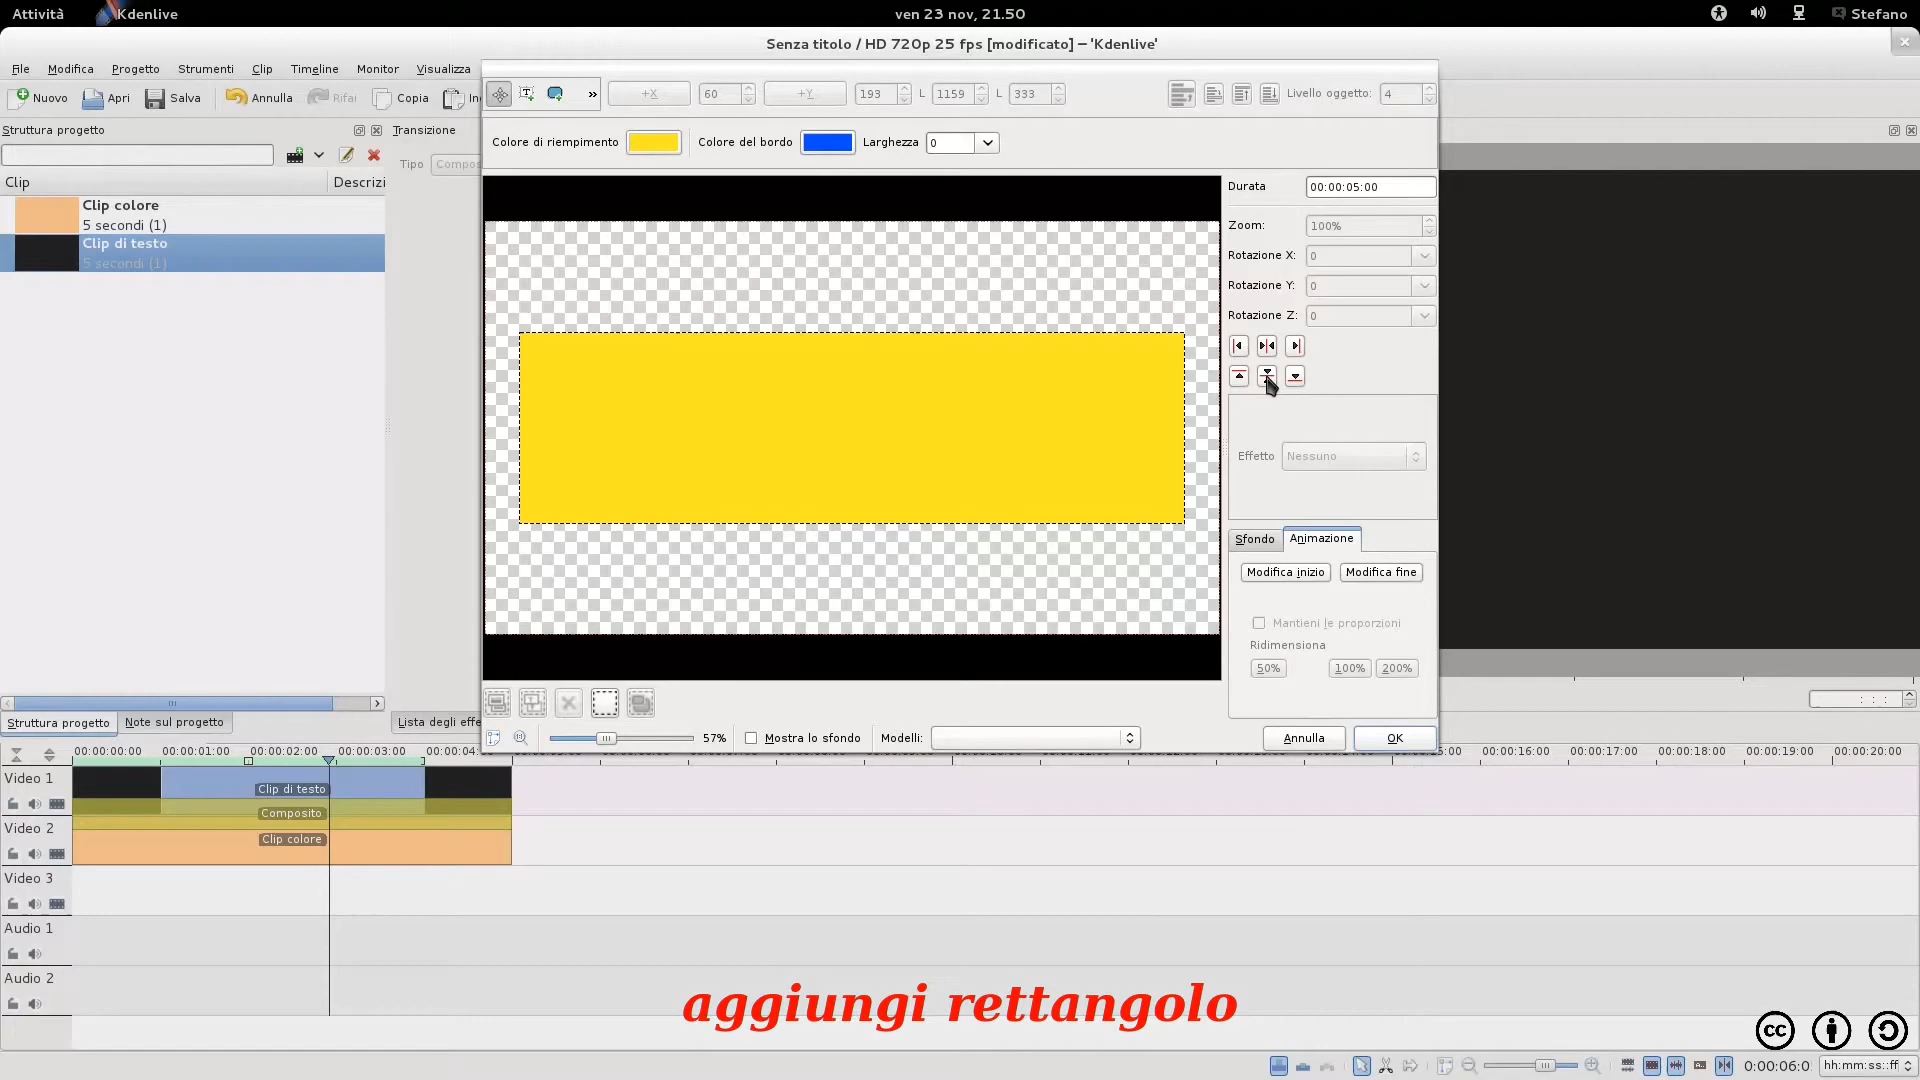 Attività Kdenlive ven 23 nov, 21.50 Stefano
Senza titolo / HD 720p 25 fps [modificato] – 'Kdenlive'
File Modifica Progetto Strumenti Clip Timeline Monitor Visualizza
Nuovo Apri Salva Annulla Rifai Copia
+X 60 +Y 193 L 1159 L 333 Livello oggetto: 4
Struttura progetto Transizione
Colore di riempimento Colore del bordo Larghezza 0
Tipo
Clip
Durata 00:00:05:00
Clip colore
5 secondi (1)
Clip di testo
5 secondi (1)
Zoom: 100%
Rotazione X: 0
Rotazione Y: 0
Rotazione Z: 0
Effetto Nessuno
Sfondo Animazione
Modifica inizio Modifica fine
Mantieni le proporzioni
Ridimensiona
50% 100% 200%
Struttura progetto Note sul progetto
57% Mostra lo sfondo Modelli: Annulla OK
00:00:00:00 00:00:01:00 00:00:02:00 00:00:03:00 00:00:16:00 00:00:17:00 00:00:18:00 00:00:19:00 00:00:20:00
Video 1
Clip di testo
Composito
Video 2
Clip colore
Video 3
Audio 1
Audio 2
aggiungi rettangolo
cc
hh:mm:ss::ff